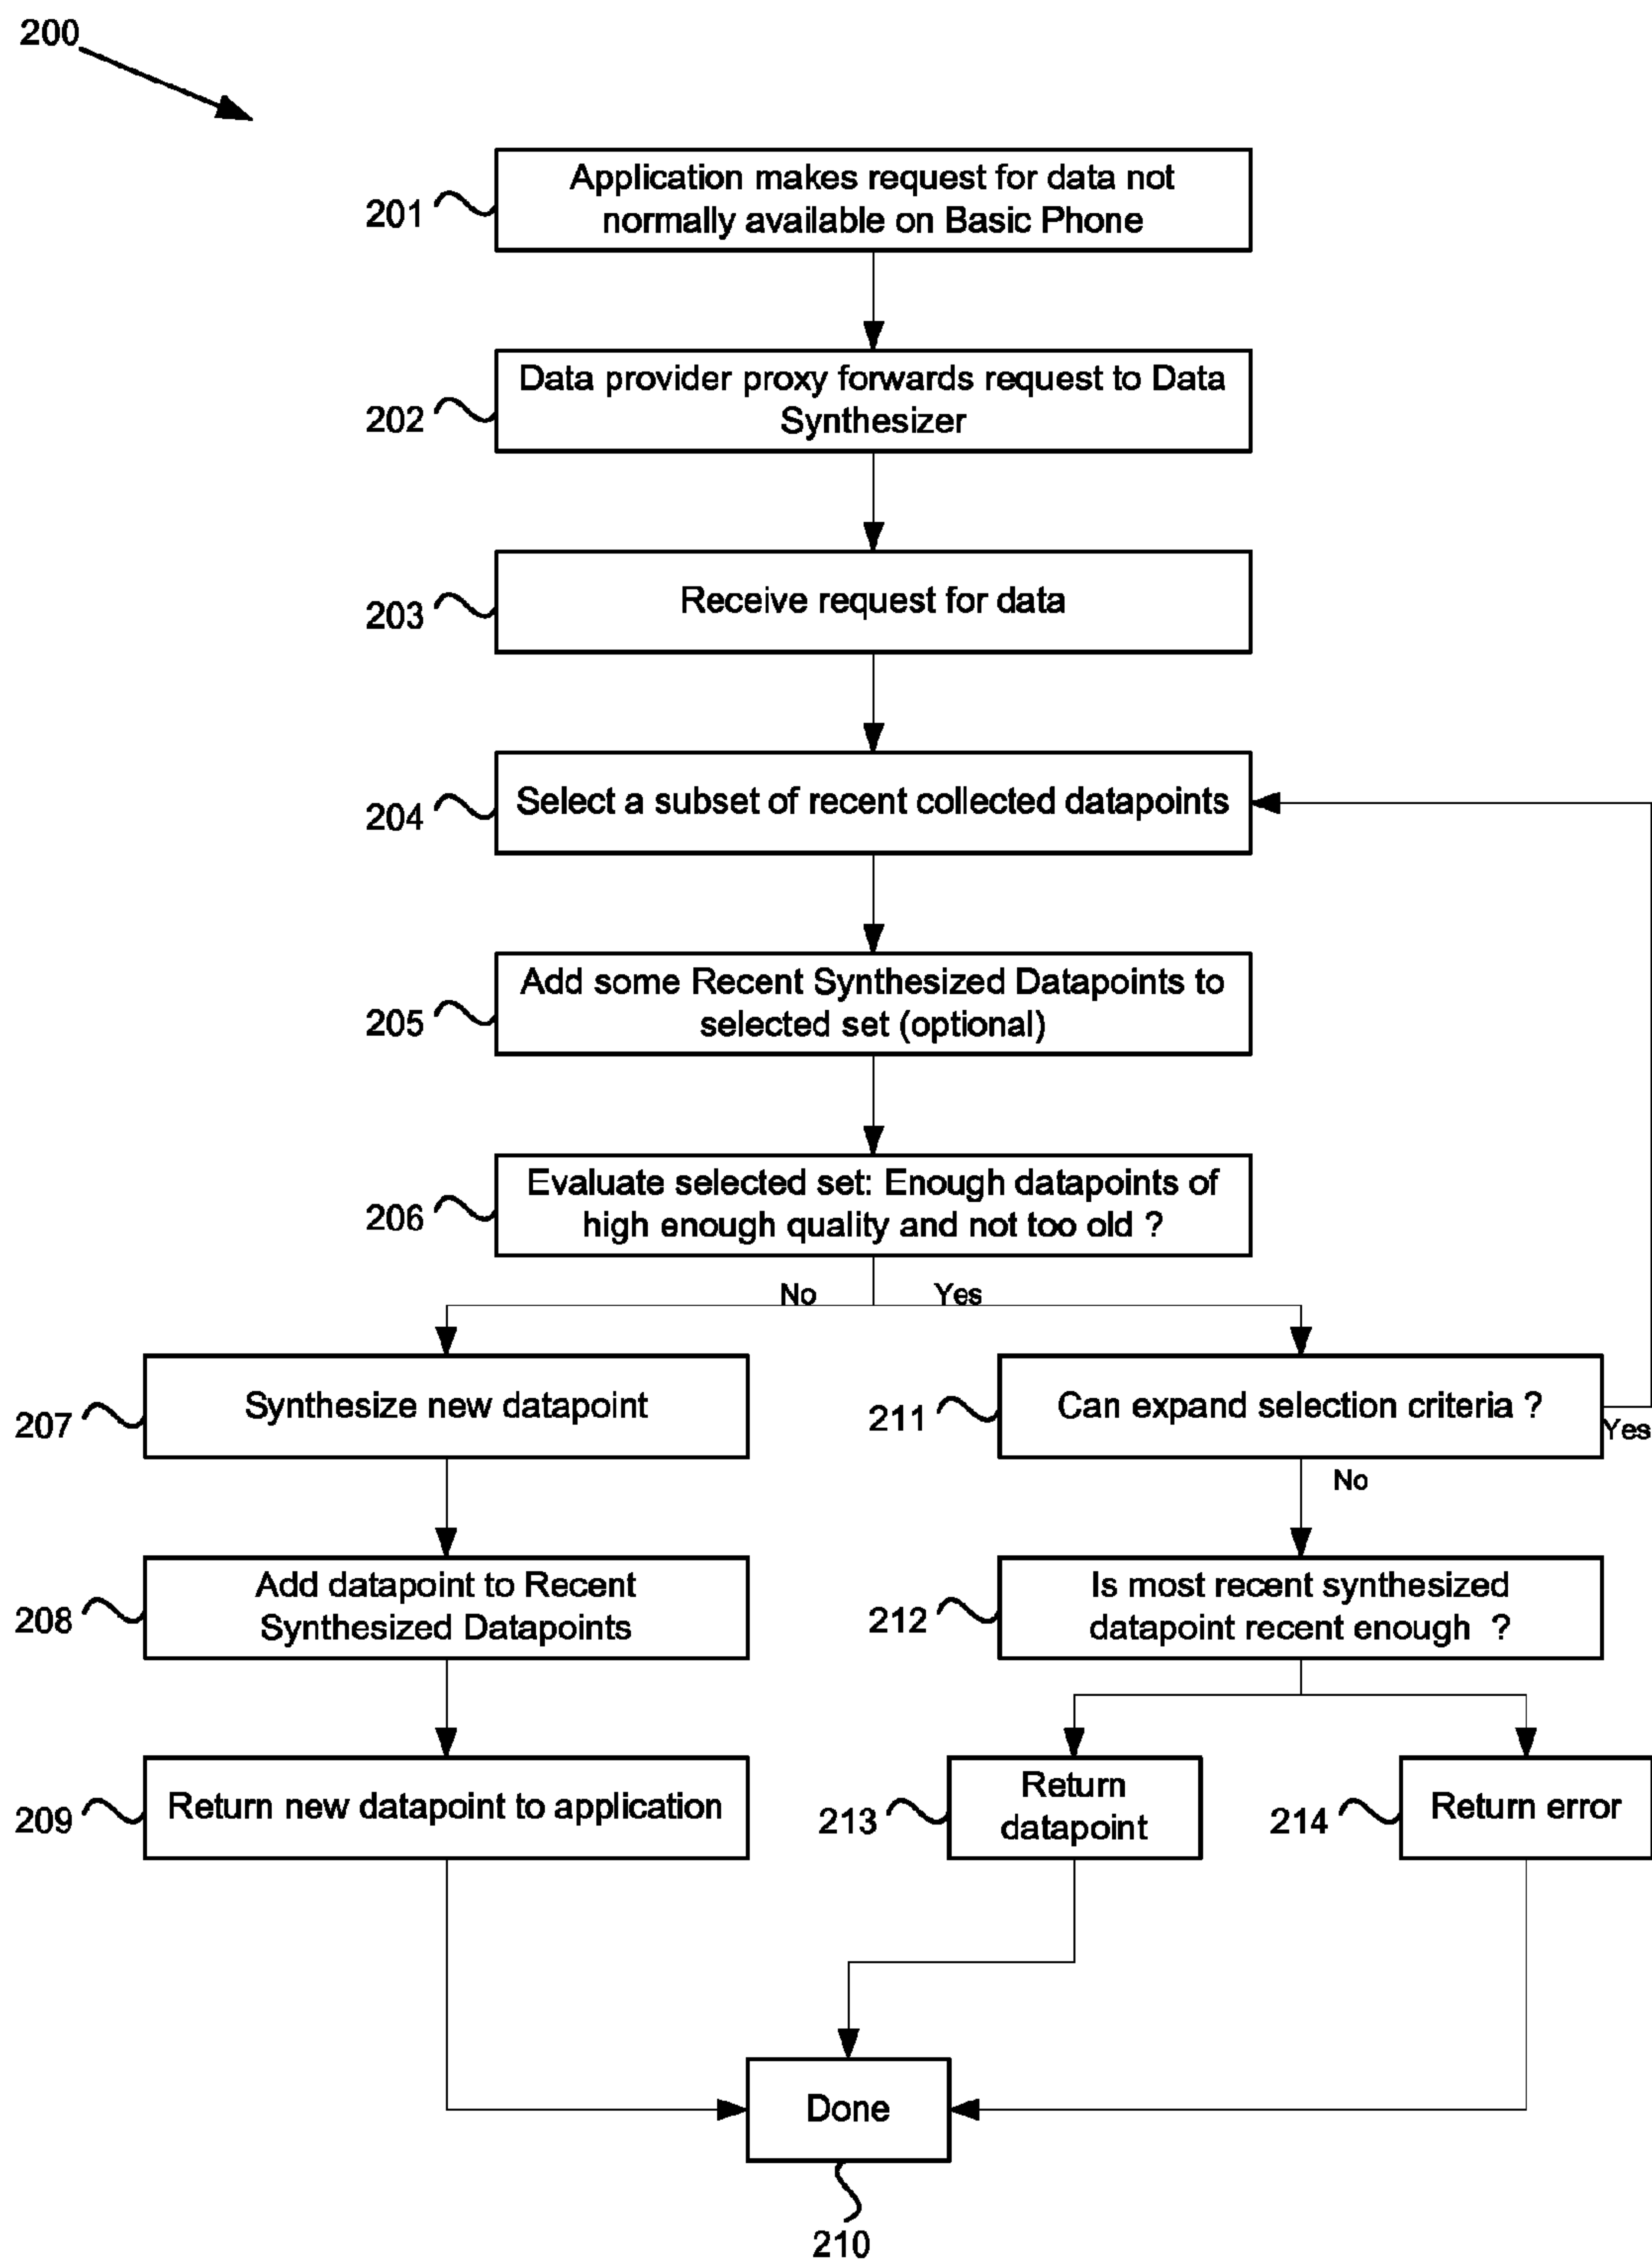 200
Application makes request for data not
normally available on Basic Phone
201
Data provider proxy forwards request to Data
Synthesizer
202
Receive request for data
203
Select a subset of recent collected datapoints
204
Add some Recent Synthesized Datapoints to
selected set (optional)
205
Evaluate selected set: Enough datapoints of
high enough quality and not too old ?
206
No
Yes
Synthesize new datapoint
207
Can expand selection criteria ?
211
Yes
No
Add datapoint to Recent
Synthesized Datapoints
208
Is most recent synthesized
datapoint recent enough ?
212
Return new datapoint to application
209
Return
datapoint
213
Return error
214
Done
210